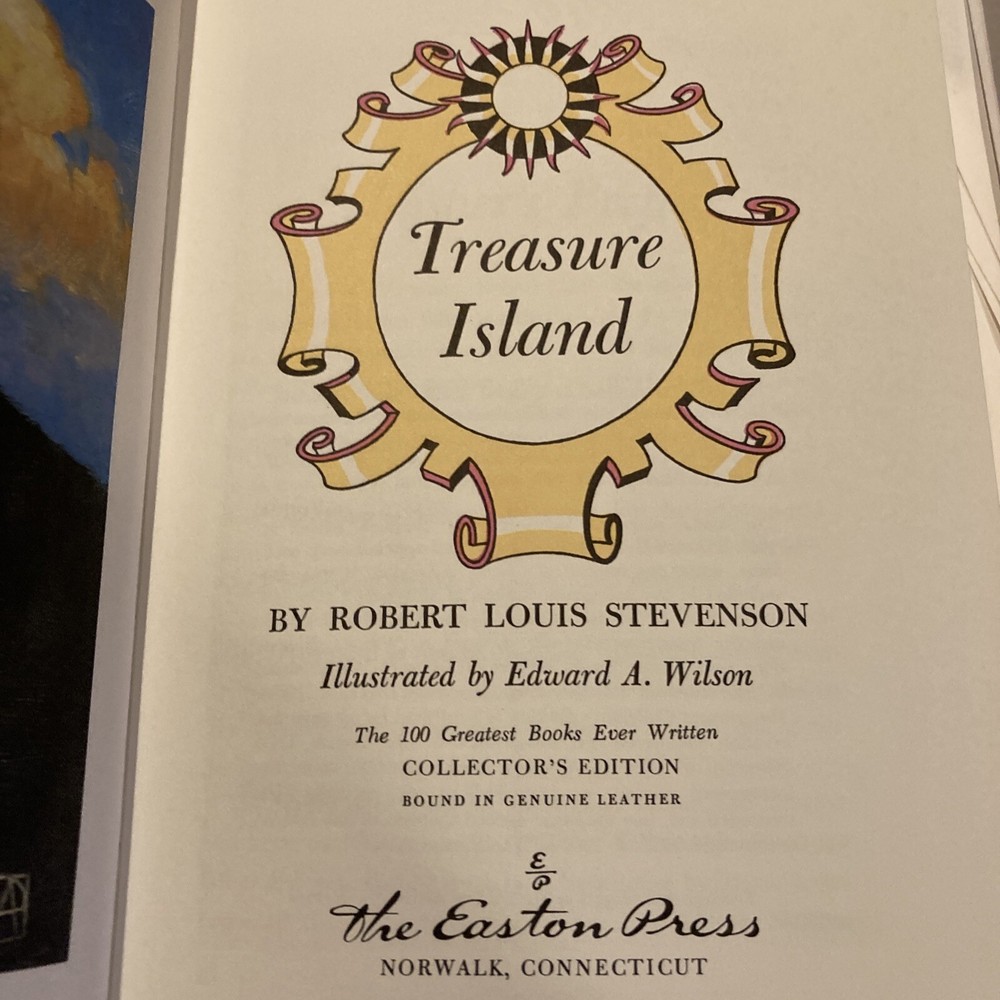 Treasure
Island
BY ROBERT LOUIS STEVENSON
Illustrated by Edward A. Wilson
The 100 Greatest Books Ever Written
COLLECTOR'S EDITION
BOUND IN GENUINE LEATHER
E
P
The Easton Press
NORWALK, CONNECTICUT